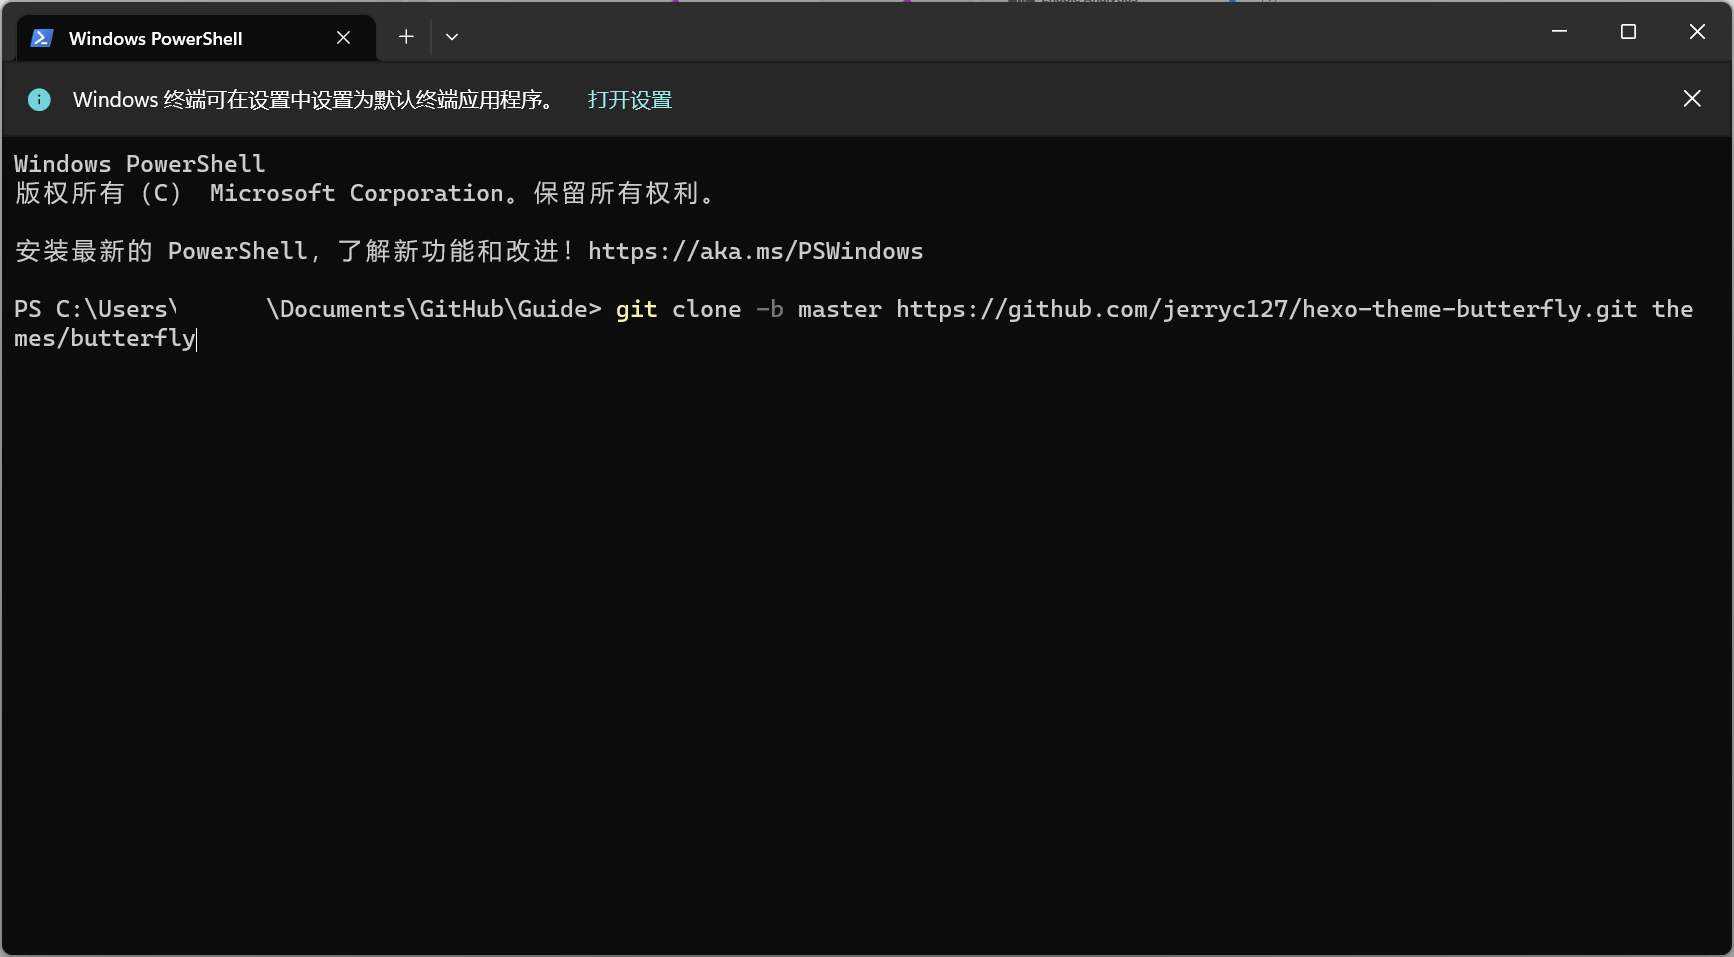 Windows PowerShell
Windows 终端可在设置中设置为默认终端应用程序。 打开设置
Windows PowerShell
版权所有 (C) Microsoft Corporation。保留所有权利。
安装最新的 PowerShell，了解新功能和改进！https://aka.ms/PSWindows
PS C:\Users\ \Documents\GitHub\Guide> git clone -b master https://github.com/jerryc127/hexo-theme-butterfly.git the
mes/butterfly